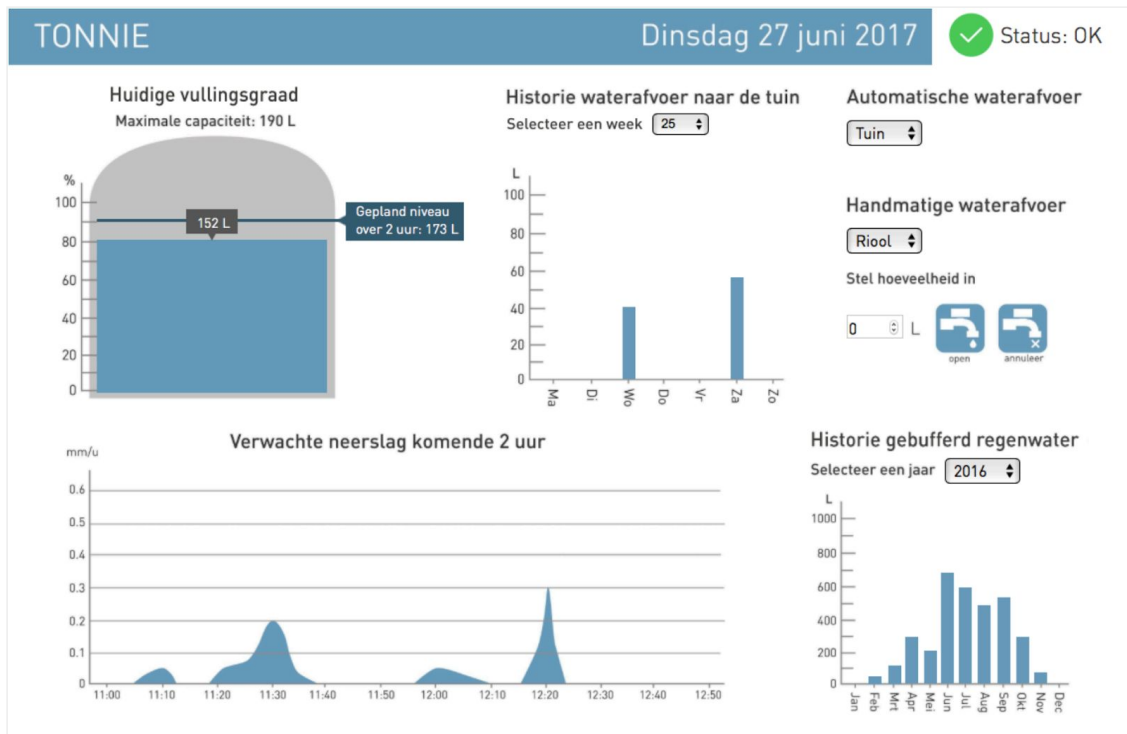 TONNIE
Dinsdag 27 juni 2017
Status: OK
Huidige vullingsgraad
Maximale capaciteit: 190 L
%
100
80
60
40
20
0
152 L
Gepland niveau
over 2 uur: 173 L
Historie waterafvoer naar de tuin
Selecteer een week 25
L
100
80
60
40
20
0
Ma Di Wo Do Vr Za Zo
Automatische waterafvoer
Tuin
Handmatige waterafvoer
Riool
Stel hoeveelheid in
0 L
open annuleer
Verwachte neerslag komende 2 uur
mm/u
0.6
0.5
0.4
0.3
0.2
0.1
0
11:00 11:10 11:20 11:30 11:40 11:50 12:00 12:10 12:20 12:30 12:40 12:50
Historie gebufferd regenwater
Selecteer een jaar 2016
L
1000
800
600
400
200
0
Jan Feb Mrt Apr Mei Jun Jul Aug Sep Okt Nov Dec